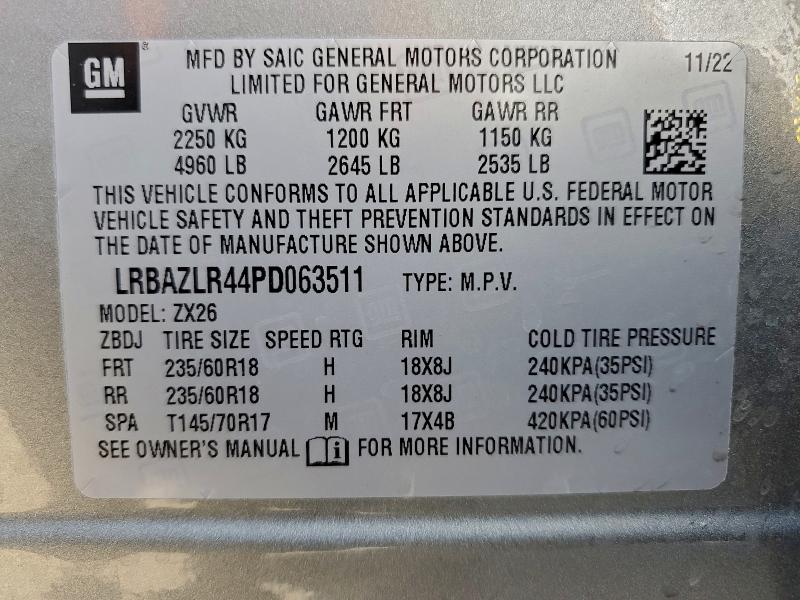 GM
MFD BY SAIC GENERAL MOTORS CORPORATION 11/22
LIMITED FOR GENERAL MOTORS LLC
GVWR GAWR FRT GAWR RR
2250 KG 1200 KG 1150 KG
4960 LB 2645 LB 2535 LB
THIS VEHICLE CONFORMS TO ALL APPLICABLE U.S. FEDERAL MOTOR
VEHICLE SAFETY AND THEFT PREVENTION STANDARDS IN EFFECT ON
THE DATE OF MANUFACTURE SHOWN ABOVE.
LRBAZLR44PD063511 TYPE: M.P.V.
MODEL: ZX26
ZBDJ TIRE SIZE SPEED RTG RIM COLD TIRE PRESSURE
FRT 235/60R18 H 18X8J 240KPA(35PSI)
RR 235/60R18 H 18X8J 240KPA(35PSI)
SPA T145/70R17 M 17X4B 420KPA(60PSI)
SEE OWNER'S MANUAL FOR MORE INFORMATION.